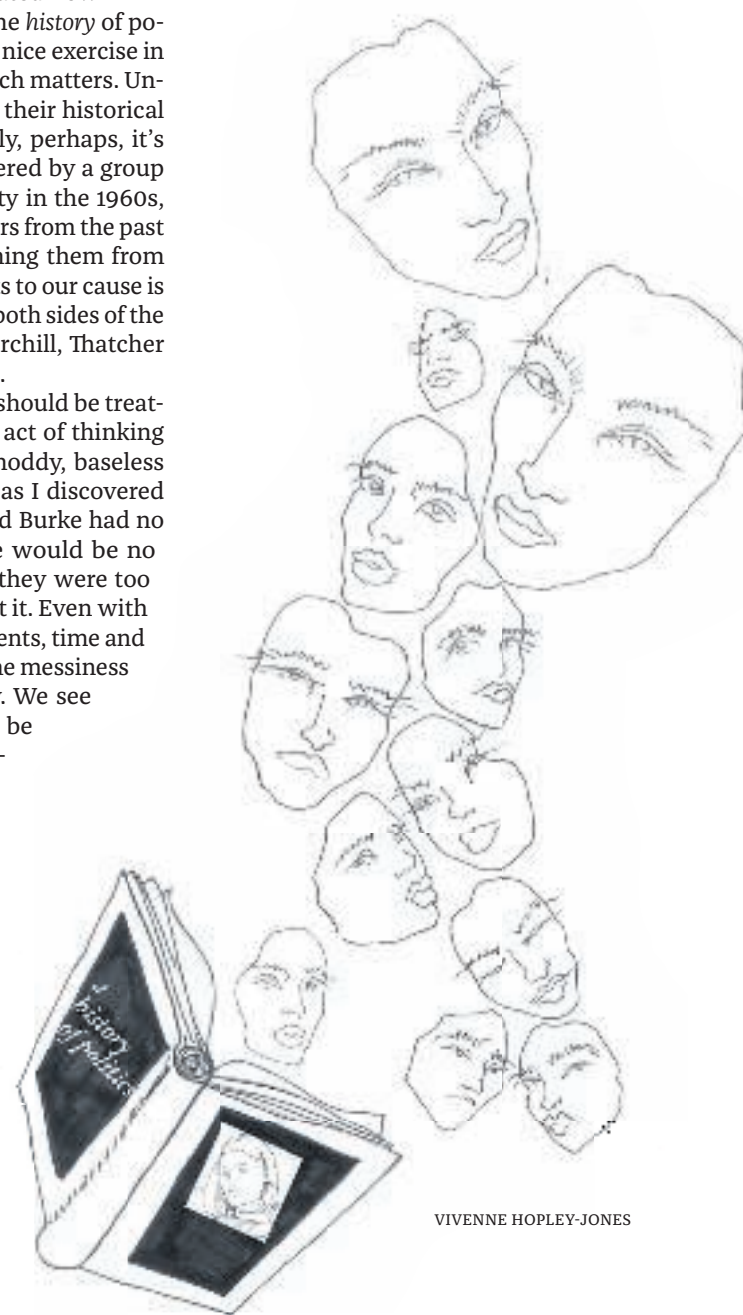 ne history of po-
nice exercise in
ch matters. Un-
their historical
ly, perhaps, it's
ered by a group
ty in the 1960s,
rs from the past
ning them from
s to our cause is
both sides of the
rchill, Thatcher
.
should be treat-
act of thinking
hoddy, baseless
as I discovered
d Burke had no
e would be no
they were too
t it. Even with
ents, time and
ne messiness
. We see
be
-
a
history
of politics
VIVENNE HOPLEY-JONES